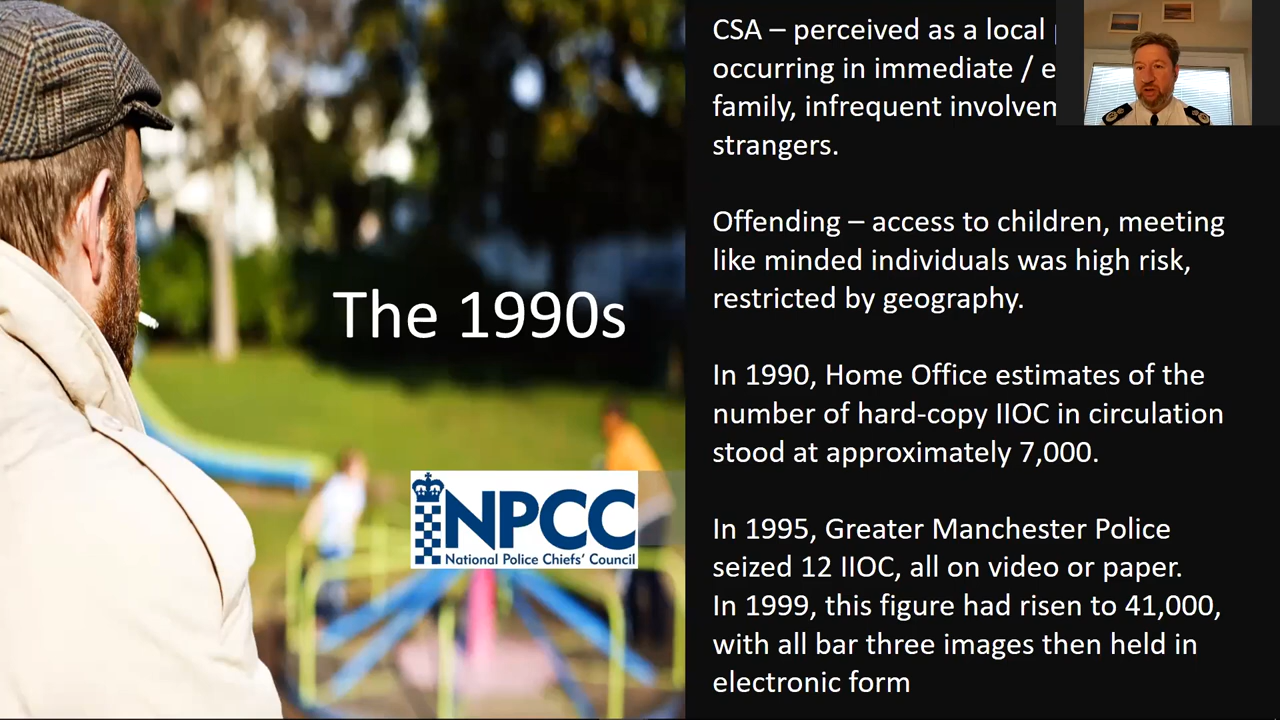 CSA – perceived as a local
occurring in immediate /
family, infrequent
strangers.
Offending – access to children, meeting
like minded individuals was high risk,
restricted by geography.
In 1990, Home Office estimates of the
number of hard-copy IIOC in circulation
stood at approximately 7,000.
In 1995, Greater Manchester Police
seized 12 IIOC, all on video or paper.
In 1999, this figure had risen to 41,000,
with all bar three images then held in
electronic form
The 1990s
NPCC
National Police Chiefs' Council